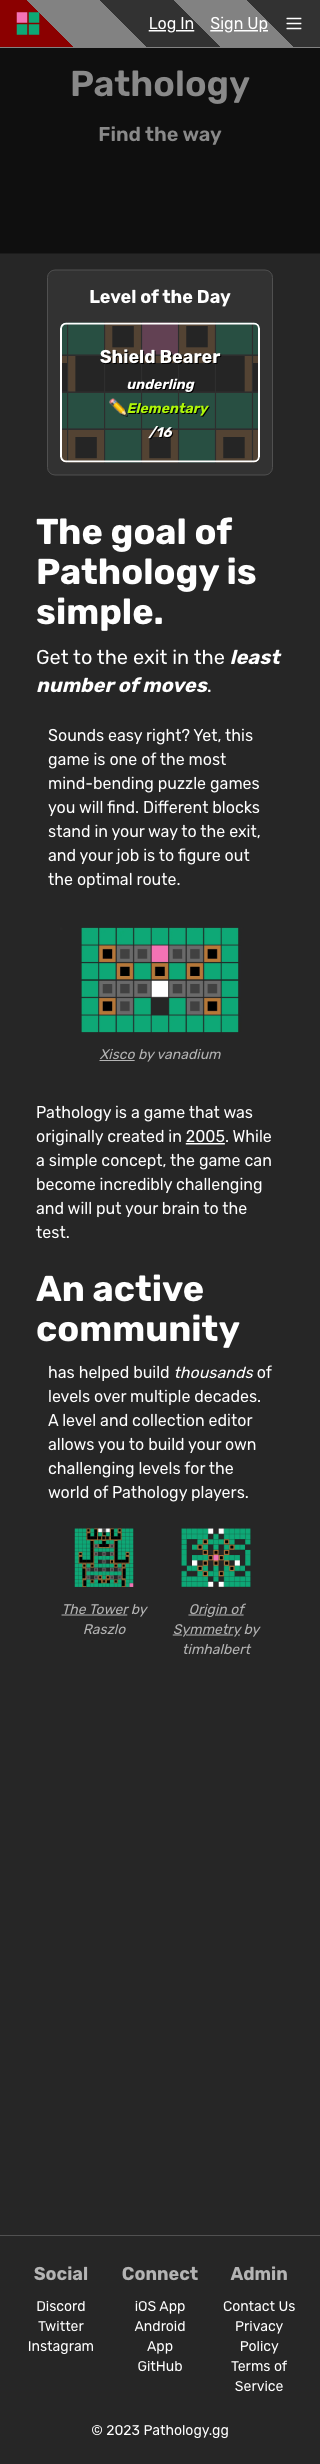 Log In Sign Up
Pathology
Find the way
Level of the Day
Shield Bearer
underling
✏️Elementary
/16
The goal of
Pathology is
simple.
Get to the exit in the least
number of moves.
Sounds easy right? Yet, this
game is one of the most
mind-bending puzzle games
you will find. Different blocks
stand in your way to the exit,
and your job is to figure out
the optimal route.
Xisco by vanadium
Pathology is a game that was
originally created in 2005. While
a simple concept, the game can
become incredibly challenging
and will put your brain to the
test.
An active
community
has helped build thousands of
levels over multiple decades.
A level and collection editor
allows you to build your own
challenging levels for the
world of Pathology players.
The Tower by
Raszlo
Origin of
Symmetry by
timhalbert
Social
Discord
Twitter
Instagram
Connect
iOS App
Android
App
GitHub
Admin
Contact Us
Privacy
Policy
Terms of
Service
© 2023 Pathology.gg